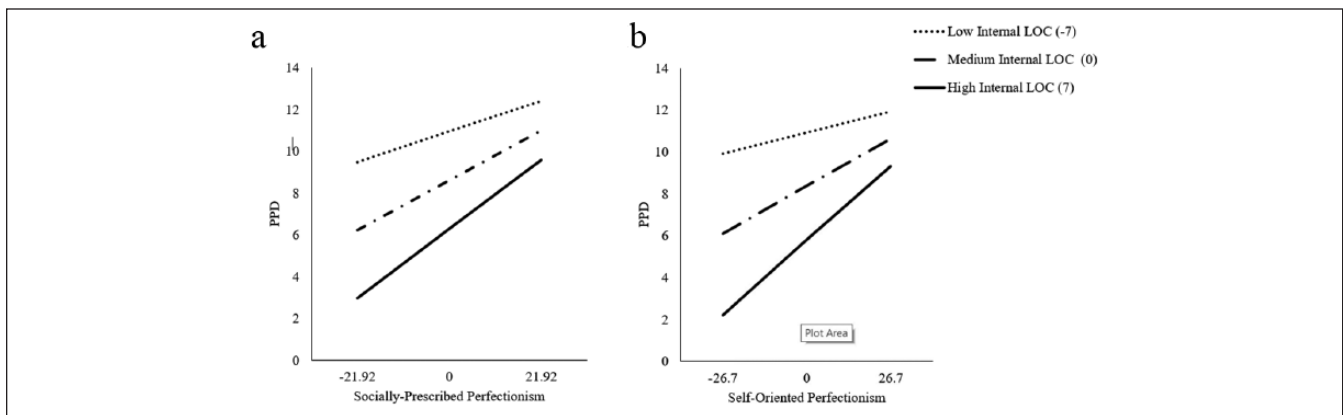 a
b
Low Internal LOC (-7)
Medium Internal LOC (0)
High Internal LOC (7)
14
12
10
8
6
4
2
0
PPD
-21.92 0 21.92
Socially-Prescribed Perfectionism
14
12
10
8
6
4
2
0
PPD
Plot Area
-26.7 0 26.7
Self-Oriented Perfectionism